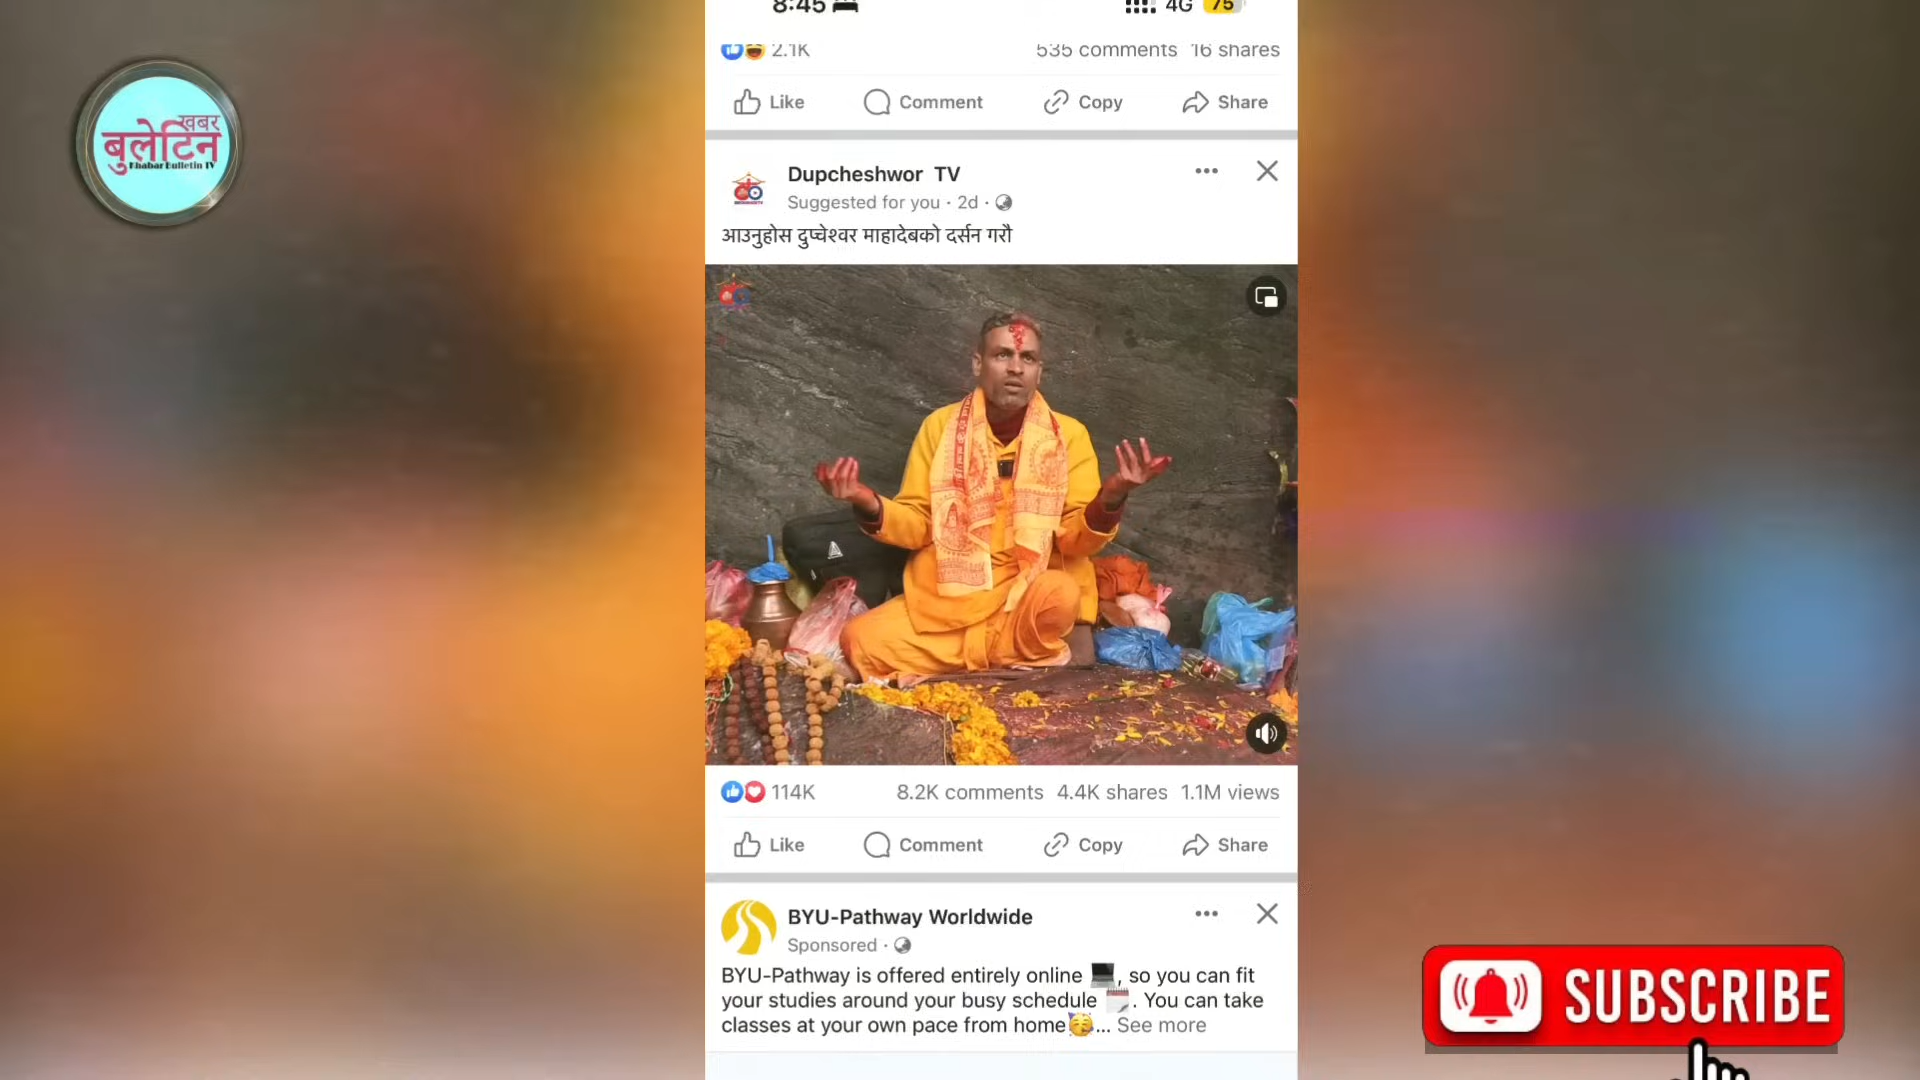 8:45
4G 75
2.1K 535 comments 16 shares
Like Comment Copy Share
खबर
बुलेटिन
Khabar Bulletin TV
Dupcheshwor TV
Suggested for you · 2d ·
आउनुहोस दुप्चेश्वर माहादेबको दर्सन गरौ
114K 8.2K comments 4.4K shares 1.1M views
Like Comment Copy Share
BYU-Pathway Worldwide
Sponsored ·
BYU-Pathway is offered entirely online 💻, so you can fit
your studies around your busy schedule 🗓️. You can take
classes at your own pace from home🥳... See more
SUBSCRIBE